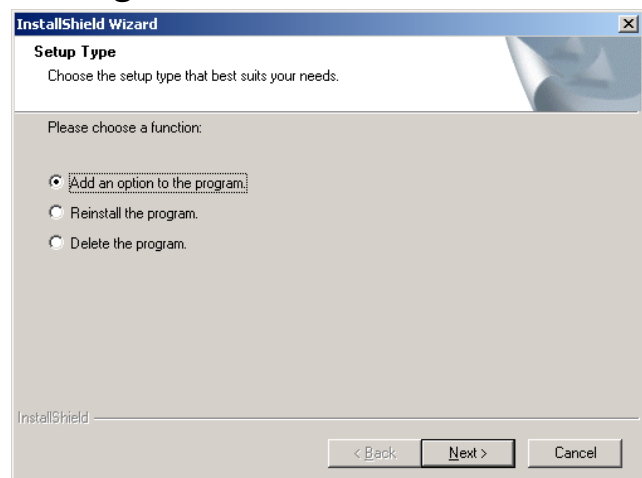 InstallShield Wizard
Setup Type
Choose the setup type that best suits your needs.
Please choose a function:
Add an option to the program.
Reinstall the program.
Delete the program.
InstallShield
< Back Next > Cancel